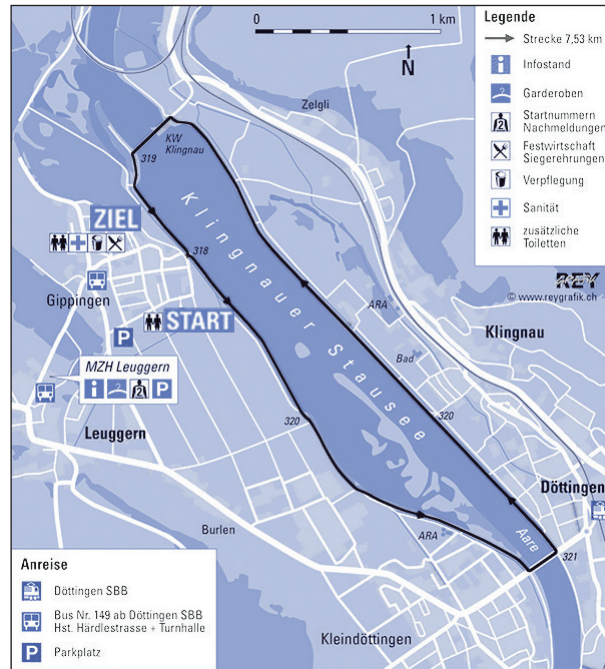 0 1 km
N
Legende
Strecke 7,53 km
Infostand
Garderoben
Startnummern
Nachmeldungen
Festwirtschaft
Siegerehrungen
Verpflegung
Sanität
zusätzliche
Toiletten
REY
grafik
© www.reygrafik.ch
Zelgli
KW
Klingnau
319
ZIEL
318
Gippingen
START
P
MZH Leuggern
i 2 P
Leuggern
Klingnauer Stausee
ARA
Klingnau
Bad
320
320
Döttingen
Burlen
ARA
Aare
321
Kleindöttingen
Anreise
Döttingen SBB
Bus Nr. 149 ab Döttingen SBB
Hst. Härdlestrasse + Turnhalle
P Parkplatz